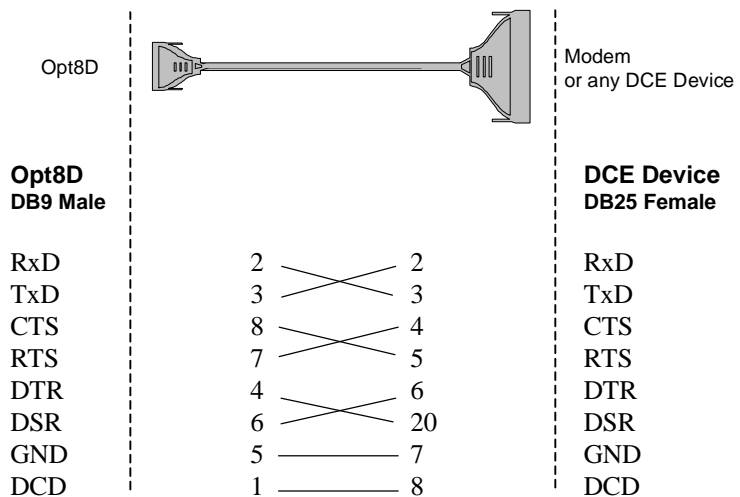 Opt8D
Modem
or any DCE Device
Opt8D DCE Device
DB9 Male DB25 Female
RxD 2 2 RxD
TxD 3 3 TxD
CTS 8 4 CTS
RTS 7 5 RTS
DTR 4 6 DTR
DSR 6 20 DSR
GND 5 7 GND
DCD 1 8 DCD